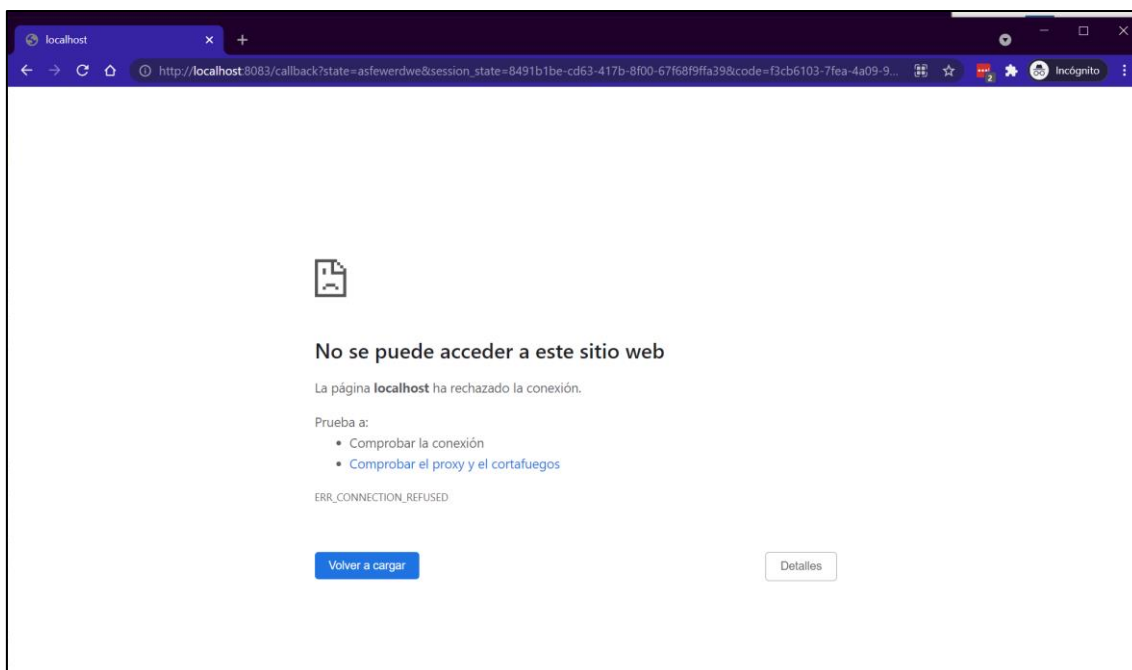 localhost
http://localhost:8083/callback?state=asfewerdwe&session_state=8491b1be-cd63-417b-8f00-67f68f9ffa39&code=f3cb6103-7fea-4a09-9...
2
Incógnito
No se puede acceder a este sitio web
La página localhost ha rechazado la conexión.
Prueba a:
• Comprobar la conexión
• Comprobar el proxy y el cortafuegos
ERR_CONNECTION_REFUSED
Volver a cargar
Detalles